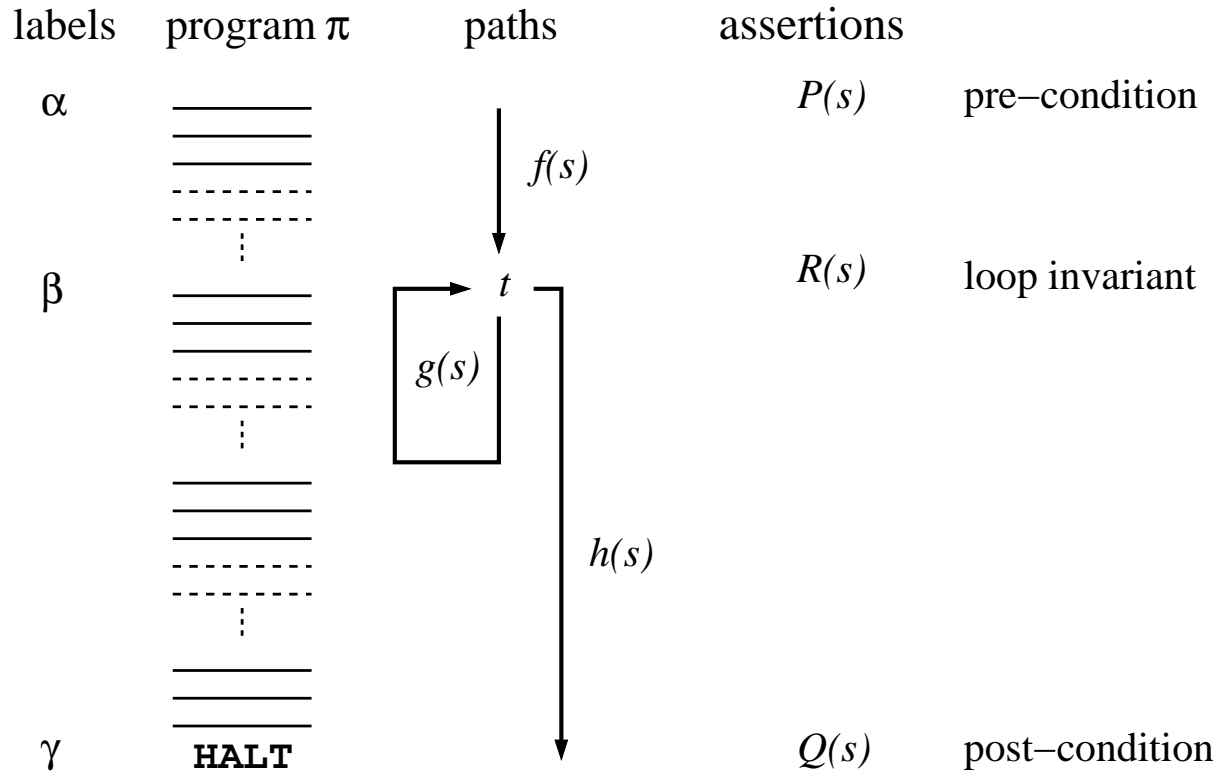 labels program π paths assertions
α P(s) pre−condition
f(s)
β t R(s) loop invariant
g(s)
h(s)
γ HALT Q(s) post−condition